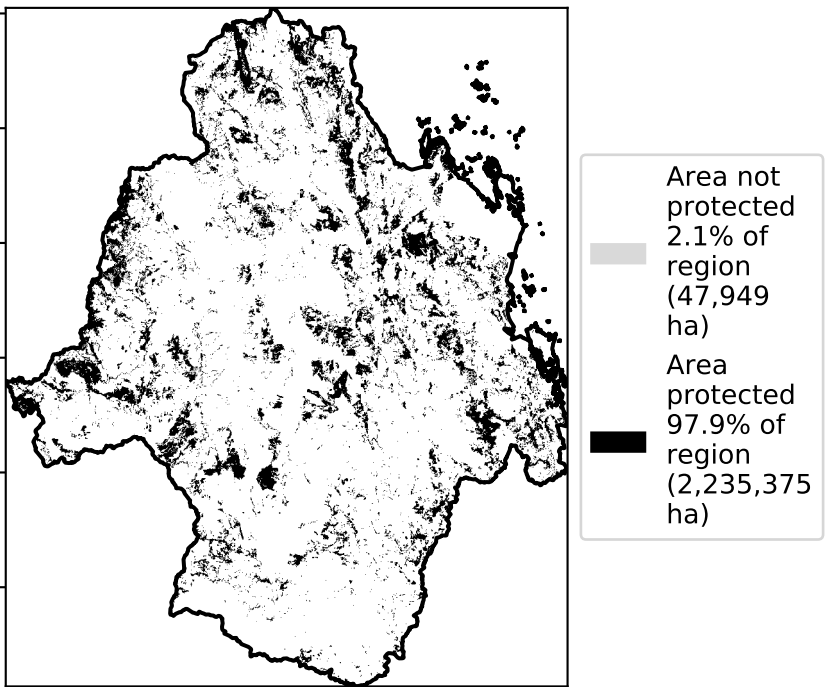 Area not
protected
2.1% of
region
(47,949
ha)
Area
protected
97.9% of
region
(2,235,375
ha)